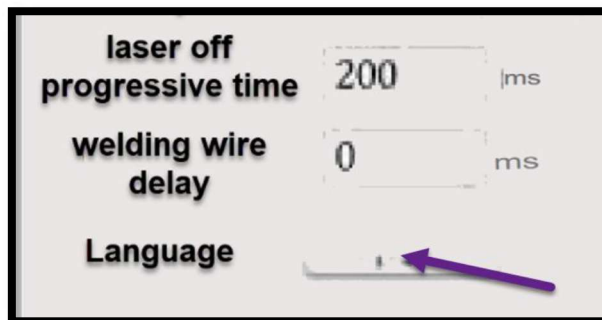 laser off
progressive time 200 ms
welding wire
delay 0 ms
Language